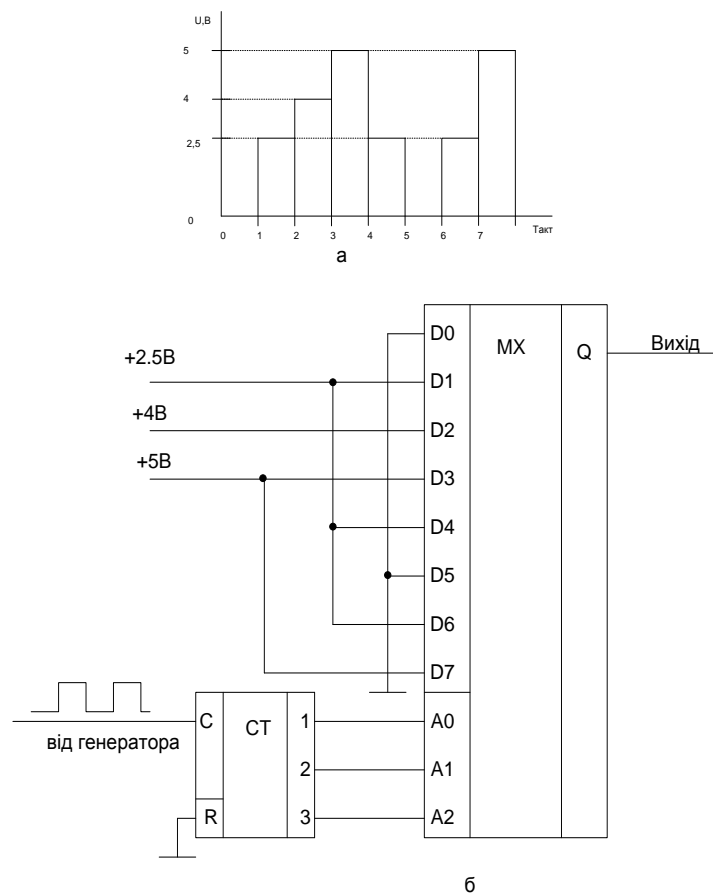 U,В
5
4
2,5
0
0 1 2 3 4 5 6 7 Такт
а
D0 MX Q Вихід
+2.5В D1
+4В D2
+5В D3
D4
D5
D6
D7
C СТ 1 A0
від генератора
2 A1
R 3 A2
б